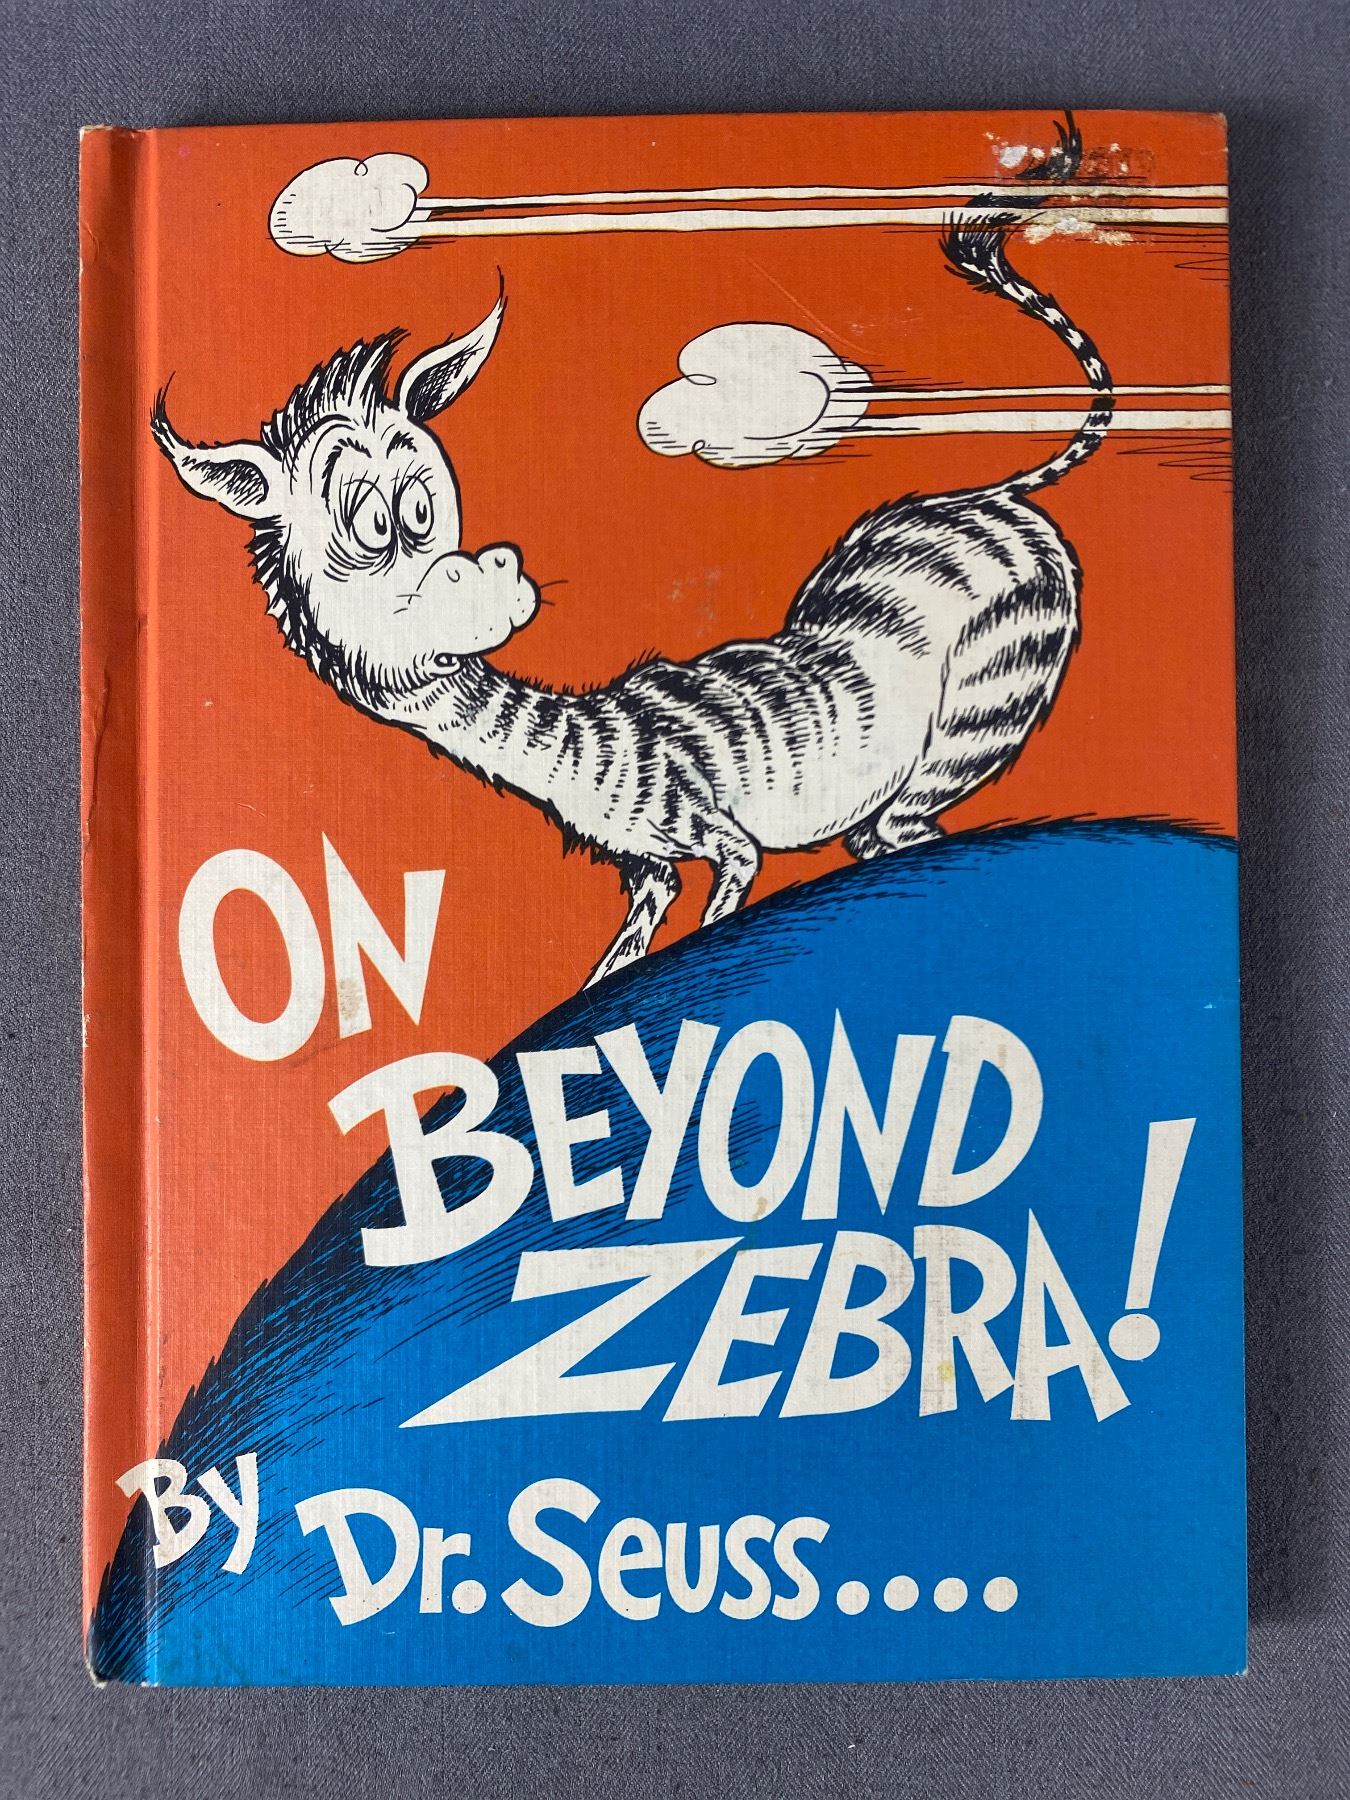 ON
BEYOND
ZEBRA!
By Dr. Seuss....